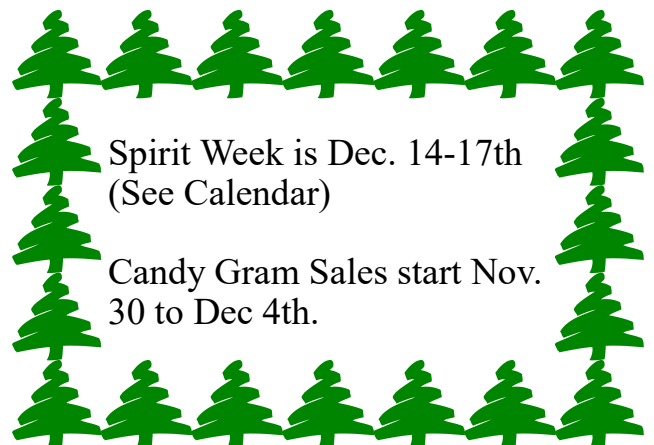 Spirit Week is Dec. 14-17th
(See Calendar)
Candy Gram Sales start Nov.
30 to Dec 4th.